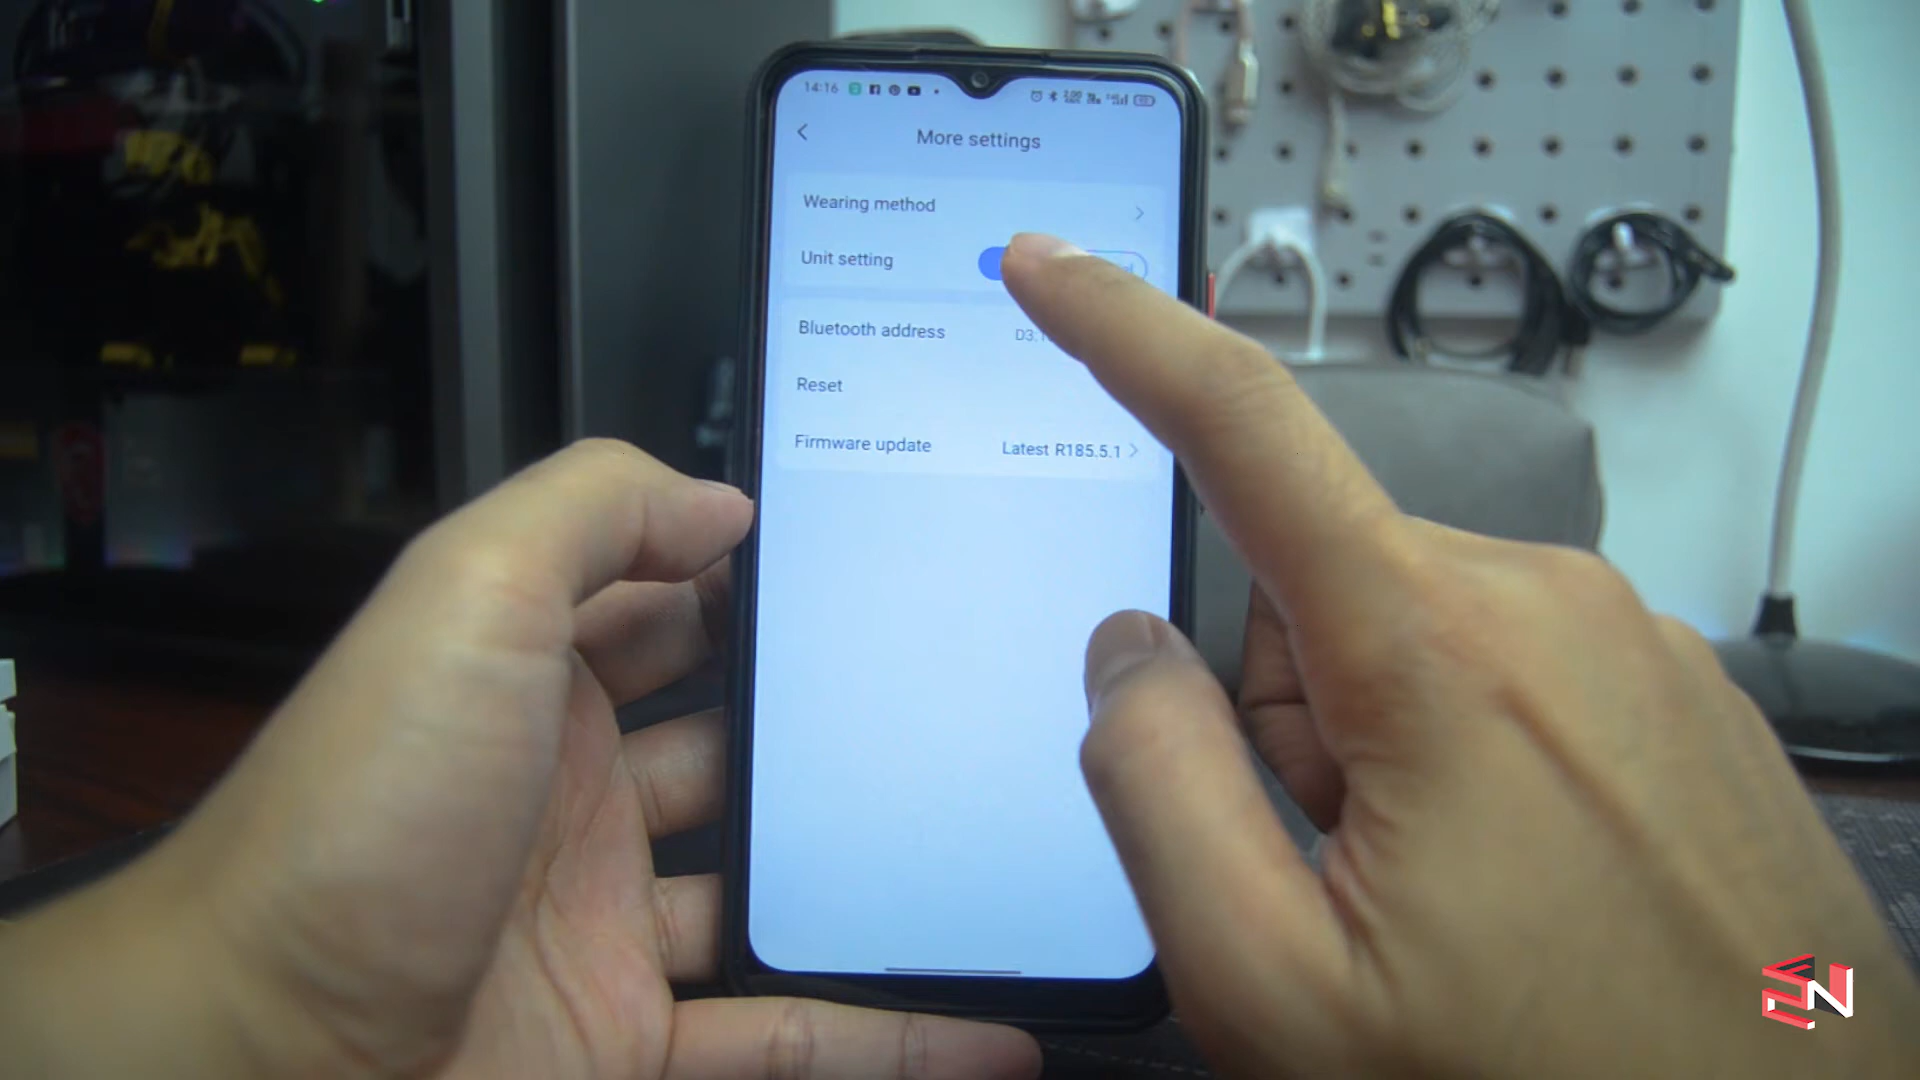 14:16
More settings
Wearing method
Unit setting
Bluetooth address D3:
Reset
Firmware update Latest R185.5.1